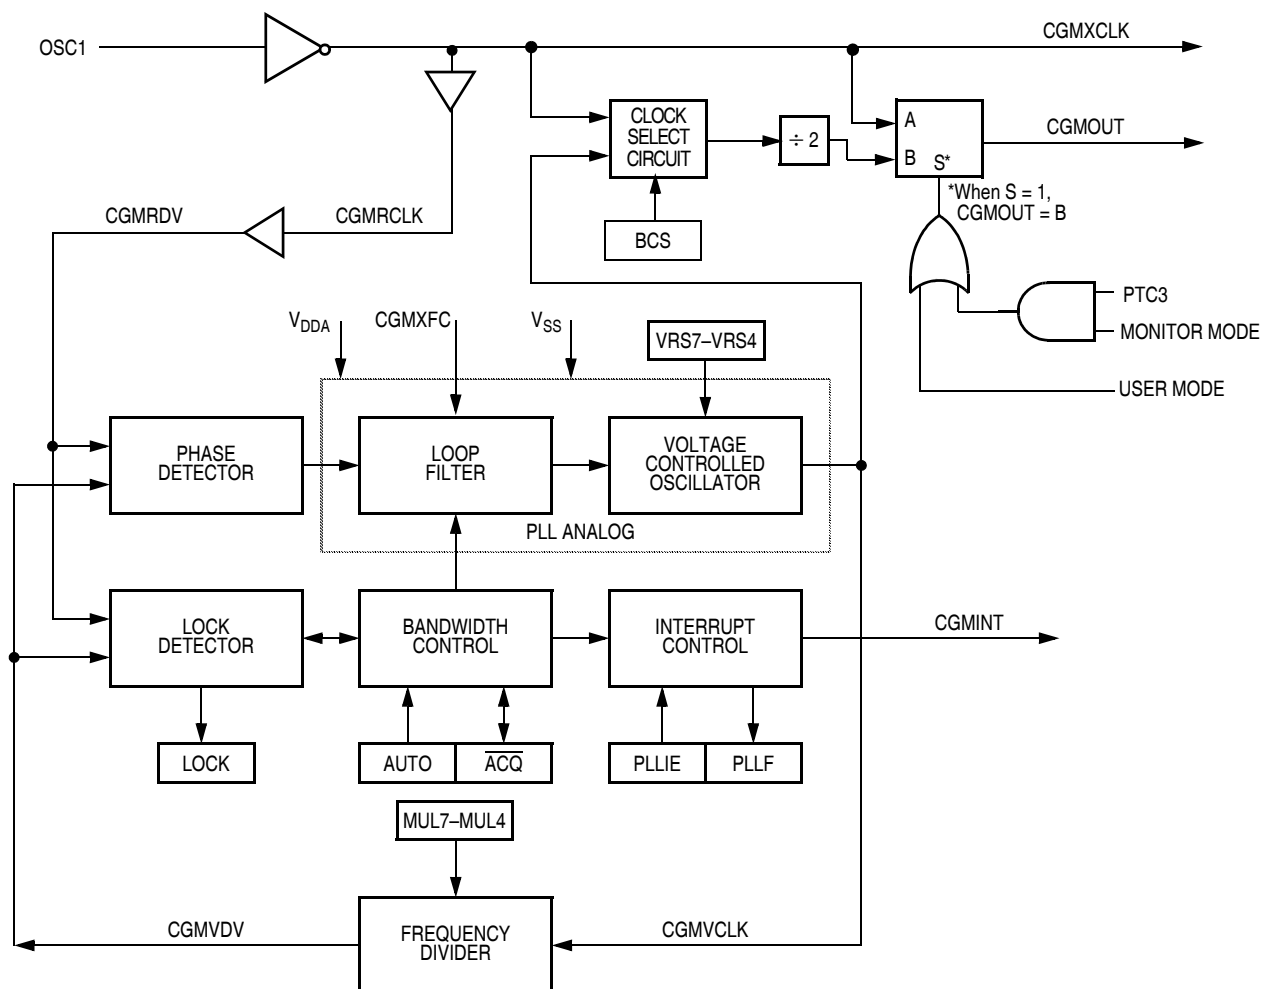 OSC1
CGMXCLK
CLOCK
SELECT
CIRCUIT
÷ 2
A
B
S*
CGMOUT
*When S = 1,
CGMOUT = B
BCS
CGMRDV
CGMRCLK
PTC3
MONITOR MODE
USER MODE
VDDA
CGMXFC
VSS
VRS7–VRS4
PHASE
DETECTOR
LOOP
FILTER
VOLTAGE
CONTROLLED
OSCILLATOR
PLL ANALOG
LOCK
DETECTOR
BANDWIDTH
CONTROL
INTERRUPT
CONTROL
CGMINT
LOCK
AUTO
ACQ
PLLIE
PLLF
MUL7–MUL4
CGMVDV
FREQUENCY
DIVIDER
CGMVCLK